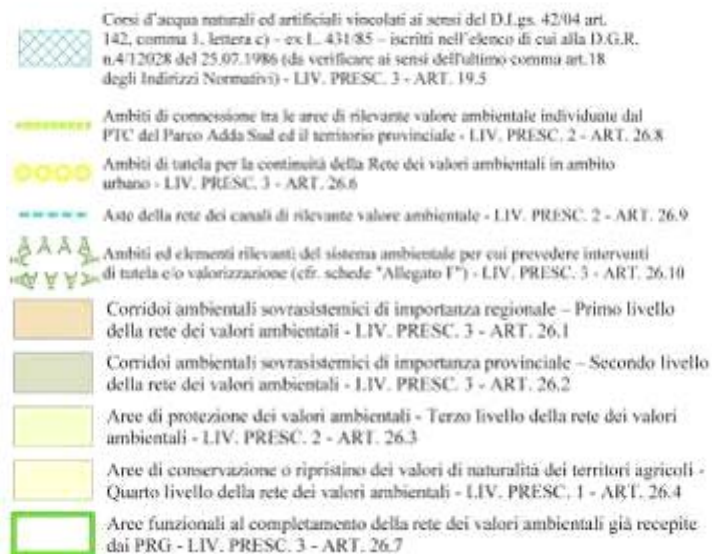 Corsi d'acqua naturali ed artificiali vincolati ai sensi del D.Lgs. 42/04 art.
142, comma 1, lettera c) - ex L. 431/85 - iscritti nell'elenco di cui alla D.G.R.
n.4/12028 del 25.07.1986 (da verificare ai sensi dell'ultimo comma art.18
degli Indirizzi Normativi) - LIV. PRESC. 3 - ART. 19.5
Ambiti di connessione tra le aree di rilevante valore ambientale individuate dal
PTC del Parco Adda Sud ed il territorio provinciale - LIV. PRESC. 2 - ART. 26.8
Ambiti di tutela per la continuità della Rete dei valori ambientali in ambito
urbano - LIV. PRESC. 3 - ART. 26.6
Aste della rete dei canali di rilevante valore ambientale - LIV. PRESC. 2 - ART. 26.9
Ambiti ed elementi rilevanti del sistema ambientale per cui prevedere interventi
di tutela e/o valorizzazione (cfr. schede "Allegato F") - LIV. PRESC. 3 - ART. 26.10
Corridoi ambientali sovrasistemici di importanza regionale – Primo livello
della rete dei valori ambientali - LIV. PRESC. 3 - ART. 26.1
Corridoi ambientali sovrasistemici di importanza provinciale – Secondo livello
della rete dei valori ambientali - LIV. PRESC. 3 - ART. 26.2
Aree di protezione dei valori ambientali - Terzo livello della rete dei valori
ambientali - LIV. PRESC. 2 - ART. 26.3
Aree di conservazione o ripristino dei valori di naturalità dei territori agricoli -
Quarto livello della rete dei valori ambientali - LIV. PRESC. 1 - ART. 26.4
Aree funzionali al completamento della rete dei valori ambientali già recepite
dai PRG - LIV. PRESC. 3 - ART. 26.7